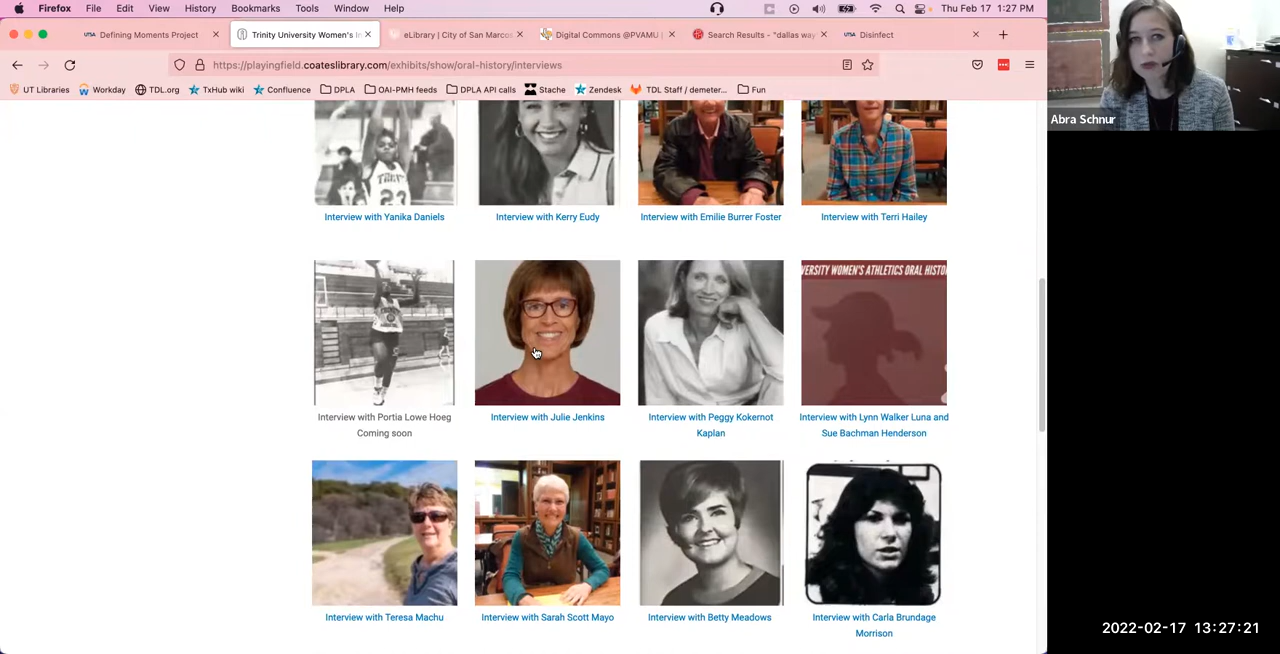 Firefox File Edit View History Bookmarks Tools Window Help Thu Feb 17 1:27 PM
UTSA Defining Moments Project Trinity University Women's In eLibrary | City of San Marcos Digital Commons @PVAMU | Search Results - "dallas way UTSA Disinfect
https://playingfield.coateslibrary.com/exhibits/show/oral-history/interviews
UT Libraries Workday TDL.org TxHub wiki Confluence DPLA OAI-PMH feeds DPLA API calls Stache Zendesk TDL Staff / demeter... Fun
Abra Schnur
Interview with Yanika Daniels
Interview with Kerry Eudy
Interview with Emilie Burrer Foster
Interview with Terri Hailey
VERSITY WOMEN'S ATHLETICS ORAL HISTO
Interview with Portia Lowe Hoeg
Coming soon
Interview with Julie Jenkins
Interview with Peggy Kokernot
Kaplan
Interview with Lynn Walker Luna and
Sue Bachman Henderson
Interview with Teresa Machu
Interview with Sarah Scott Mayo
Interview with Betty Meadows
Interview with Carla Brundage
Morrison
2022-02-17 13:27:21